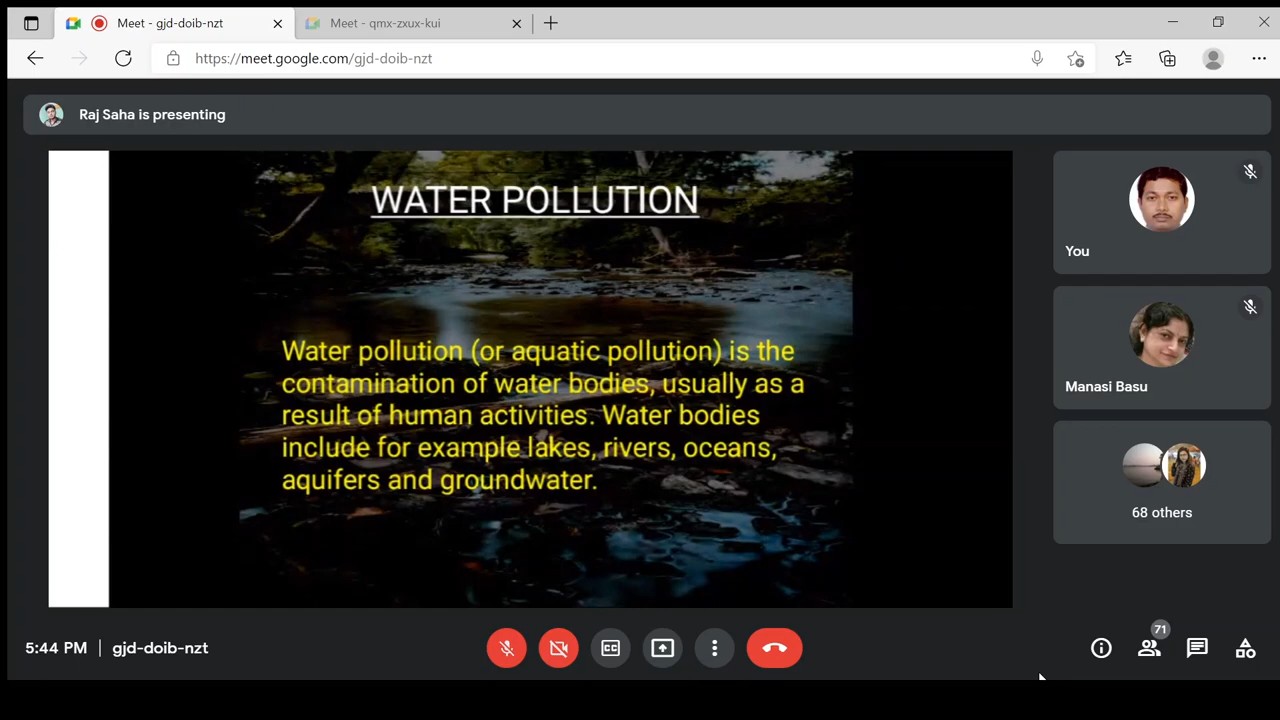 Meet - gjd-doib-nzt
Meet - qmx-zxux-kui
https://meet.google.com/gjd-doib-nzt
Raj Saha is presenting
WATER POLLUTION
Water pollution (or aquatic pollution) is the
contamination of water bodies, usually as a
result of human activities. Water bodies
include for example lakes, rivers, oceans,
aquifers and groundwater.
You
Manasi Basu
68 others
5:44 PM | gjd-doib-nzt
CC
71